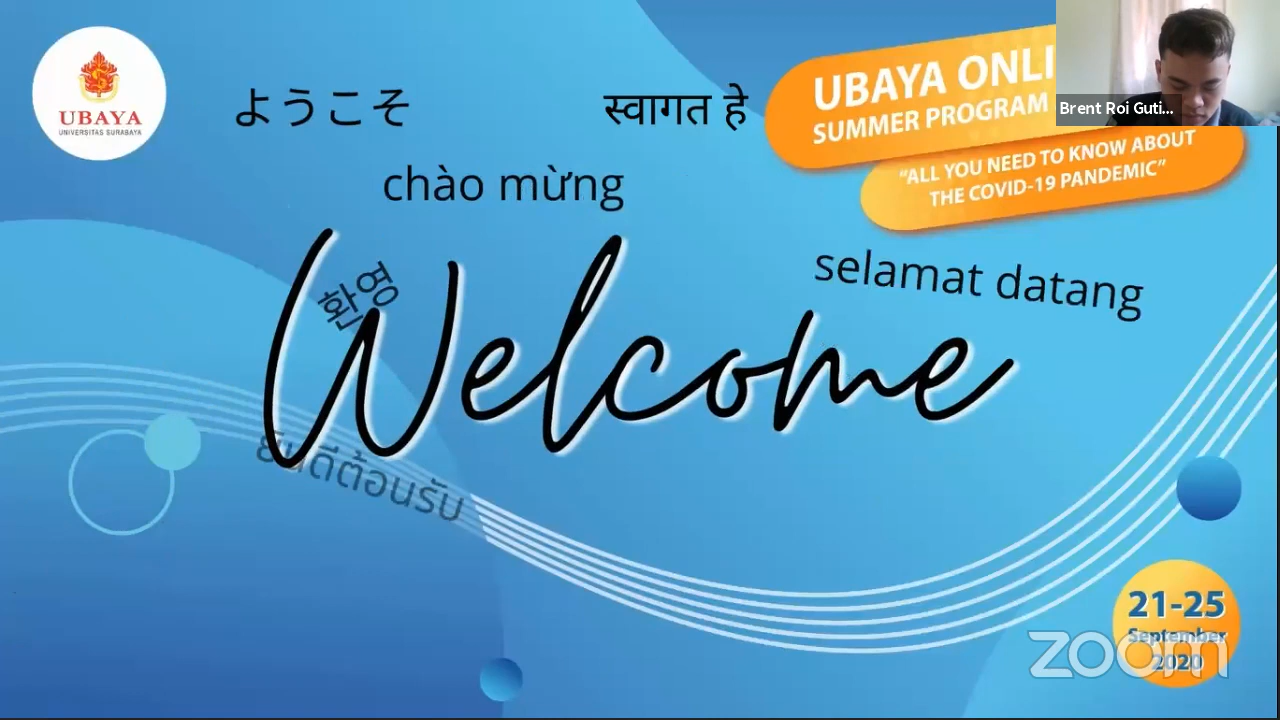 UBAYA
UNIVERSITAS SURABAYA
ようこそ
स्वागत हे
UBAYA ONLI
SUMMER PROGRAM
Brent Roi Guti...
"ALL YOU NEED TO KNOW ABOUT
THE COVID-19 PANDEMIC"
chào mừng
selamat datang
환영
Welcome
ยินดีต้อนรับ
21-25
September
2020
zoom